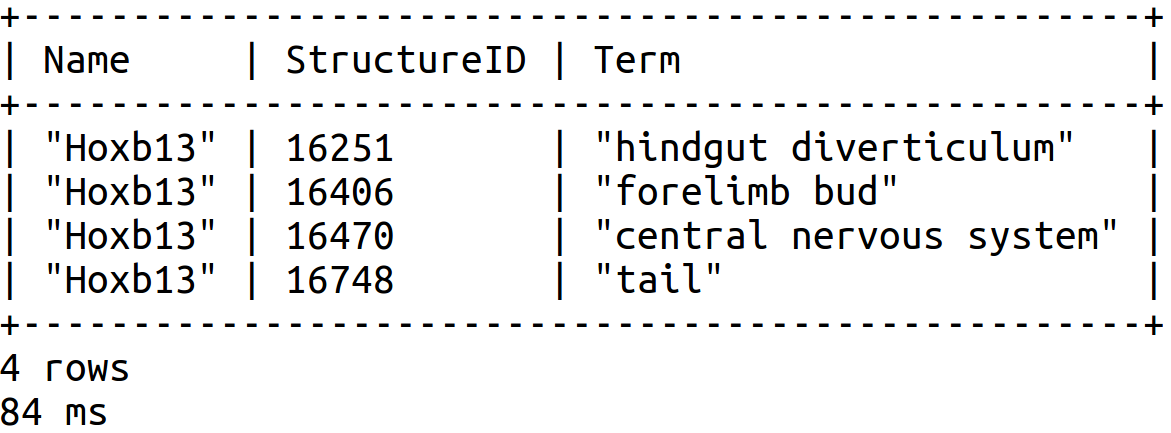 +---------------------------------------------------+
| Name     | StructureID | Term                     |
+---------------------------------------------------+
| "Hoxb13" | 16251       | "hindgut diverticulum"   |
| "Hoxb13" | 16406       | "forelimb bud"           |
| "Hoxb13" | 16470       | "central nervous system" |
| "Hoxb13" | 16748       | "tail"                   |
+---------------------------------------------------+
4 rows
84 ms